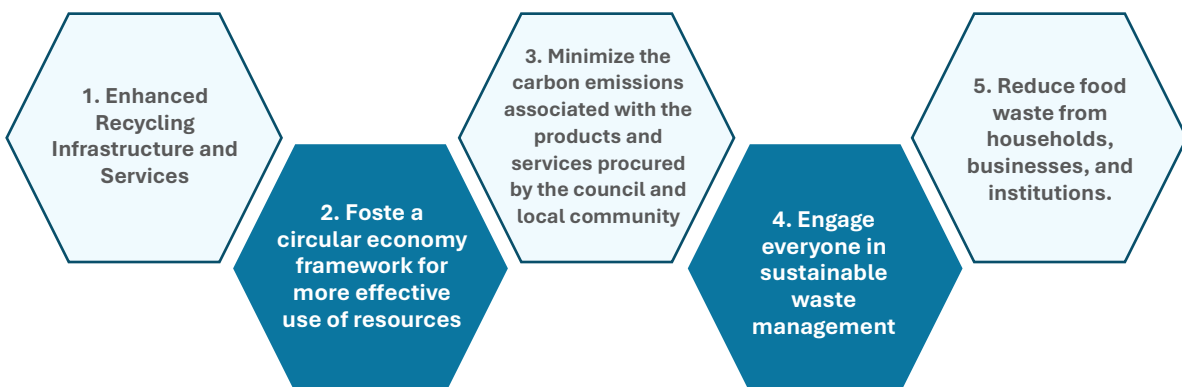 1. Enhanced
Recycling
Infrastructure and
Services
2. Foste a
circular economy
framework for
more effective
use of resources
3. Minimize the
carbon emissions
associated with the
products and
services procured
by the council and
local community
4. Engage
everyone in
sustainable
waste
management
5. Reduce food
waste from
households,
businesses, and
institutions.